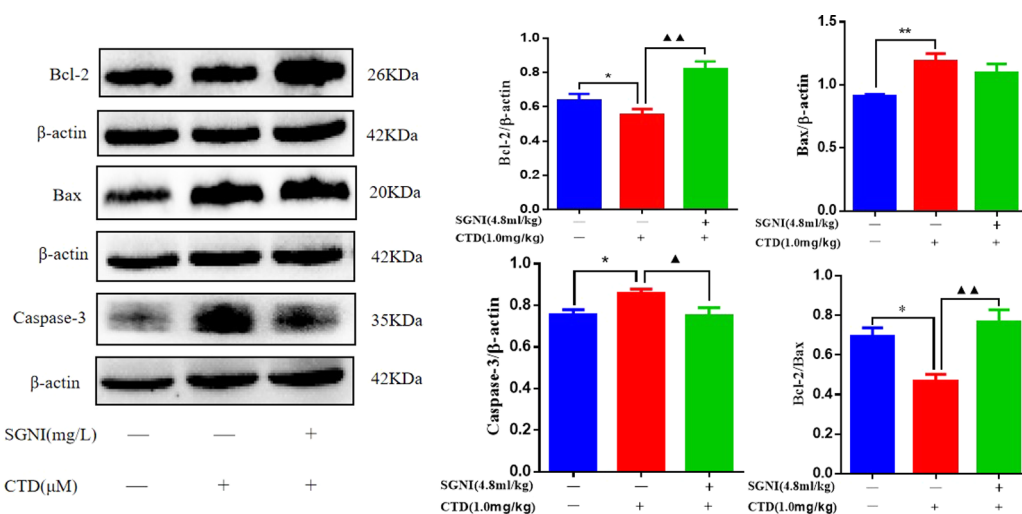 Bcl-2
26KDa
β-actin
42KDa
Bax
20KDa
β-actin
42KDa
Caspase-3
35KDa
β-actin
42KDa
SGNI(mg/L) — — +
CTD(μM) — + +
Bcl-2/β-actin
1.0
0.8
0.6
0.4
0.2
0.0
*
▲▲
SGNI(4.8ml/kg) — — +
CTD(1.0mg/kg) — + +
Bax/β-actin
1.5
1.0
0.5
0.0
**
SGNI(4.8ml/kg) — — +
CTD(1.0mg/kg) — + +
Caspase-3/β-actin
1.0
0.8
0.6
0.4
0.2
0.0
*
▲
SGNI(4.8ml/kg) — — +
CTD(1.0mg/kg) — + +
Bcl-2/Bax
0.8
0.6
0.4
0.0
*
▲▲
SGNI(4.8ml/kg) — — +
CTD(1.0mg/kg) — + +